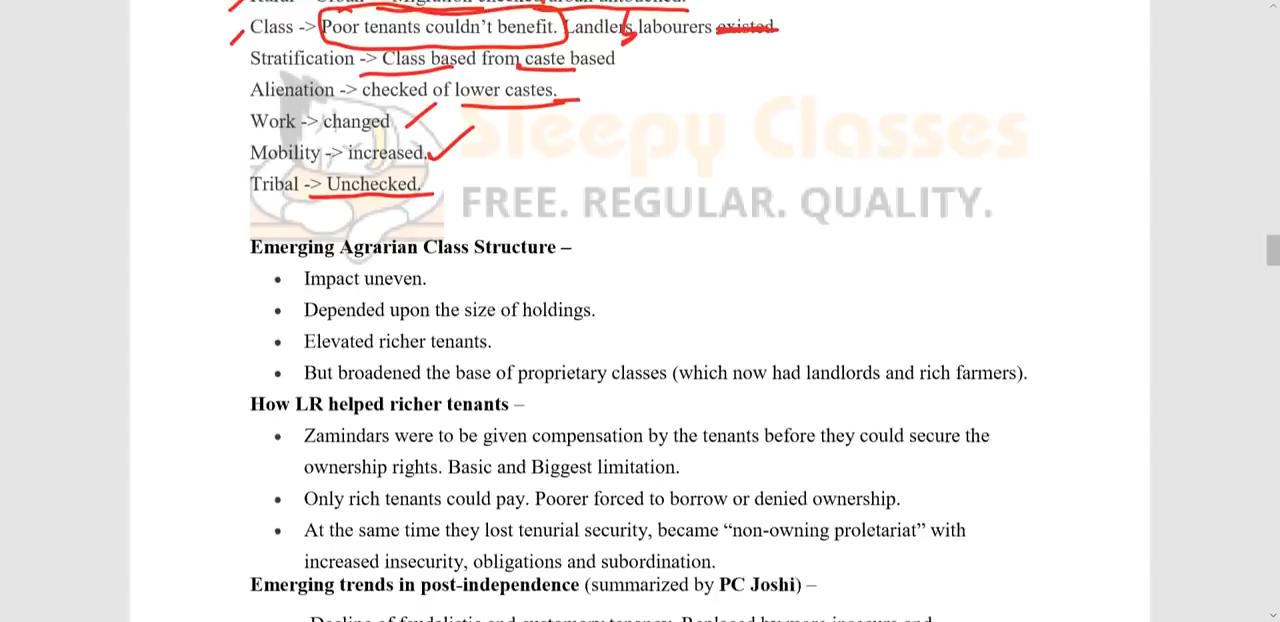 Class -> Poor tenants couldn’t benefit. Landlers labourers existed
Stratification -> Class based from caste based
Alienation -> checked of lower castes.
Work -> changed
Mobility -> increased.
Tribal -> Unchecked.
Sleepy Classes
FREE. REGULAR. QUALITY.
Emerging Agrarian Class Structure –
• Impact uneven.
• Depended upon the size of holdings.
• Elevated richer tenants.
• But broadened the base of proprietary classes (which now had landlords and rich farmers).
How LR helped richer tenants –
• Zamindars were to be given compensation by the tenants before they could secure the
ownership rights. Basic and Biggest limitation.
• Only rich tenants could pay. Poorer forced to borrow or denied ownership.
• At the same time they lost tenurial security, became “non-owning proletariat” with
increased insecurity, obligations and subordination.
Emerging trends in post-independence (summarized by PC Joshi) –